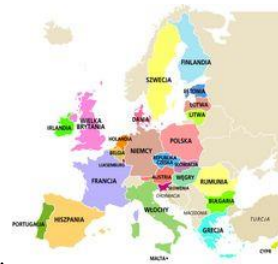 FINLANDIA
SZWECJA
ESTONIA
ŁOTWA
LITWA
DANIA
IRLANDIA
WIELKA
BRYTANIA
HOLANDIA
BELGIA
NIEMCY
POLSKA
LUKSEMBURG
REPUBLIKA
CZESKA
SŁOWACJA
FRANCJA
AUSTRIA
WĘGRY
SŁOWENIA
CHORWACJA
RUMUNIA
BUŁGARIA
WŁOCHY
MACEDONIA
PORTUGALIA
HISZPANIA
GRECJA
TURCJA
MALTA
CYPR